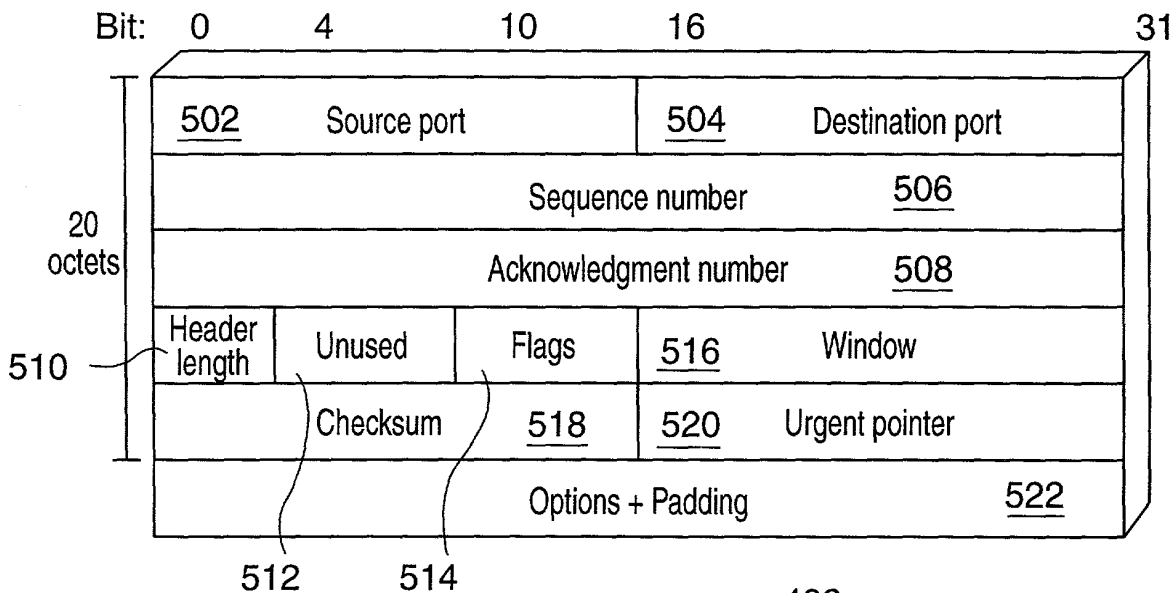 Bit: 0 4 10 16 31
502 Source port 504 Destination port
Sequence number 506
20
octets
Acknowledgment number 508
Header
length
Unused Flags 516 Window
510
Checksum 518 520 Urgent pointer
Options + Padding 522
512 514